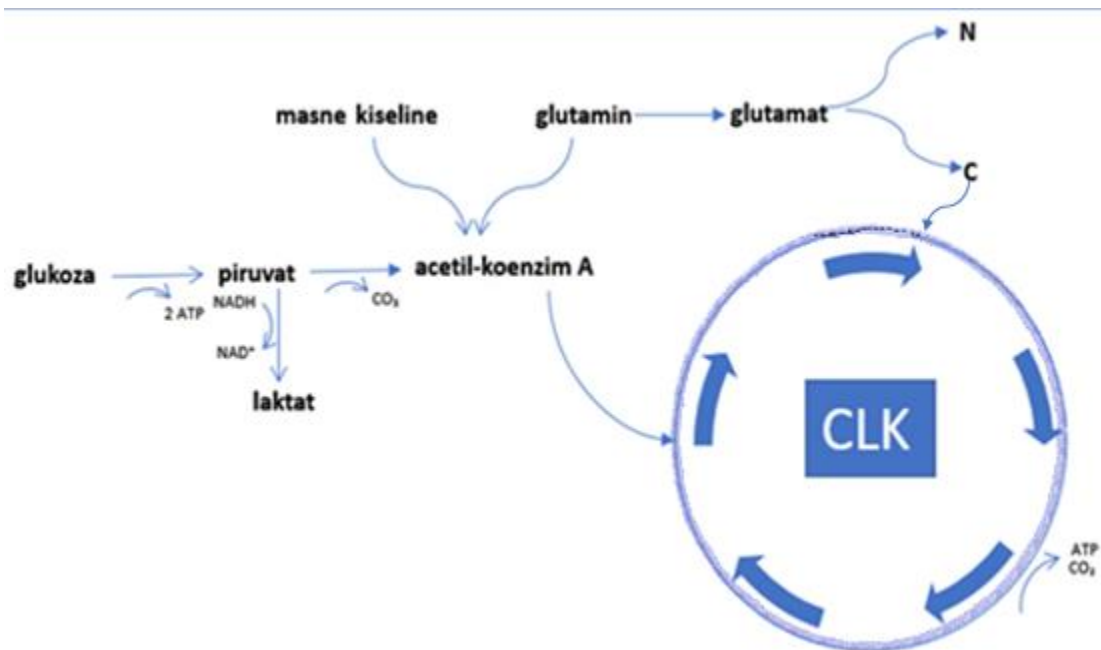 N
masne kiseline
glutamin
glutamat
C
glukoza
piruvat
acetil-koenzim A
2 ATP
NADH
CO₂
NAD⁺
laktat
CLK
ATP
CO₂